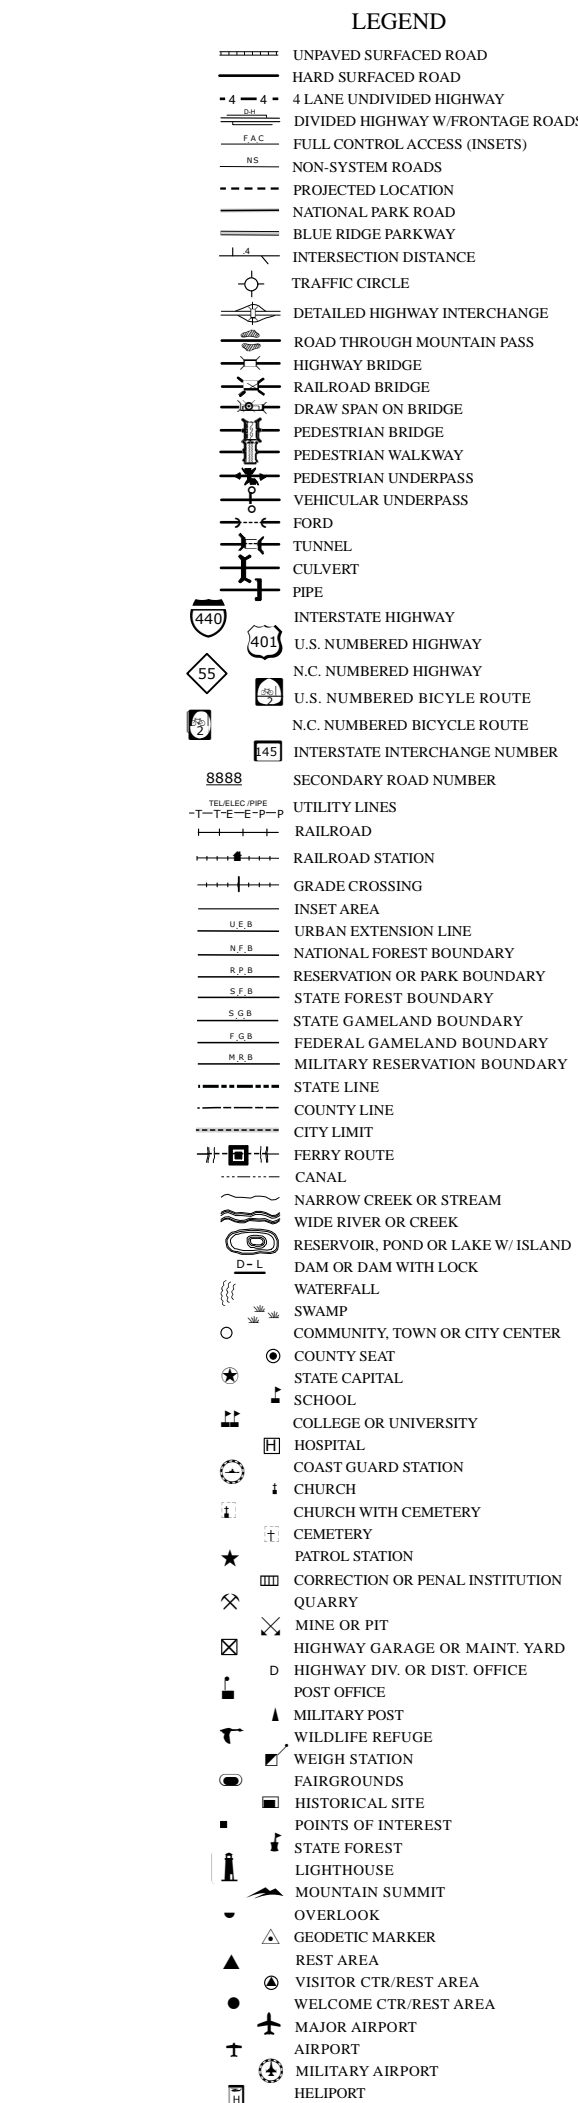 LEGEND
UNPAVED SURFACED ROAD
HARD SURFACED ROAD
4 4 4 LANE UNDIVIDED HIGHWAY
D-H DIVIDED HIGHWAY W/FRONTAGE ROADS
F.A.C FULL CONTROL ACCESS (INSETS)
NS NON-SYSTEM ROADS
PROJECTED LOCATION
NATIONAL PARK ROAD
BLUE RIDGE PARKWAY
.4 INTERSECTION DISTANCE
TRAFFIC CIRCLE
DETAILED HIGHWAY INTERCHANGE
ROAD THROUGH MOUNTAIN PASS
HIGHWAY BRIDGE
RAILROAD BRIDGE
DRAW SPAN ON BRIDGE
PEDESTRIAN BRIDGE
PEDESTRIAN WALKWAY
PEDESTRIAN UNDERPASS
VEHICULAR UNDERPASS
FORD
TUNNEL
CULVERT
PIPE
440 INTERSTATE HIGHWAY
401 U.S. NUMBERED HIGHWAY
55 N.C. NUMBERED HIGHWAY
2 U.S. NUMBERED BICYLE ROUTE
2 N.C. NUMBERED BICYCLE ROUTE
145 INTERSTATE INTERCHANGE NUMBER
8888 SECONDARY ROAD NUMBER
TEL/ELEC /PIPE
–T—T–E—E–P—P UTILITY LINES
RAILROAD
RAILROAD STATION
GRADE CROSSING
INSET AREA
U.E.B URBAN EXTENSION LINE
N.F.B NATIONAL FOREST BOUNDARY
R.P.B RESERVATION OR PARK BOUNDARY
S.F.B STATE FOREST BOUNDARY
S.G.B STATE GAMELAND BOUNDARY
F.G.B FEDERAL GAMELAND BOUNDARY
M.R.B MILITARY RESERVATION BOUNDARY
STATE LINE
COUNTY LINE
CITY LIMIT
FERRY ROUTE
CANAL
NARROW CREEK OR STREAM
WIDE RIVER OR CREEK
RESERVOIR, POND OR LAKE W/ ISLAND
D–L DAM OR DAM WITH LOCK
WATERFALL
SWAMP
COMMUNITY, TOWN OR CITY CENTER
COUNTY SEAT
STATE CAPITAL
SCHOOL
COLLEGE OR UNIVERSITY
H HOSPITAL
COAST GUARD STATION
CHURCH
CHURCH WITH CEMETERY
CEMETERY
PATROL STATION
CORRECTION OR PENAL INSTITUTION
QUARRY
MINE OR PIT
HIGHWAY GARAGE OR MAINT. YARD
D HIGHWAY DIV. OR DIST. OFFICE
POST OFFICE
MILITARY POST
WILDLIFE REFUGE
WEIGH STATION
FAIRGROUNDS
HISTORICAL SITE
POINTS OF INTEREST
STATE FOREST
LIGHTHOUSE
MOUNTAIN SUMMIT
OVERLOOK
GEODETIC MARKER
REST AREA
VISITOR CTR/REST AREA
WELCOME CTR/REST AREA
MAJOR AIRPORT
AIRPORT
MILITARY AIRPORT
H HELIPORT